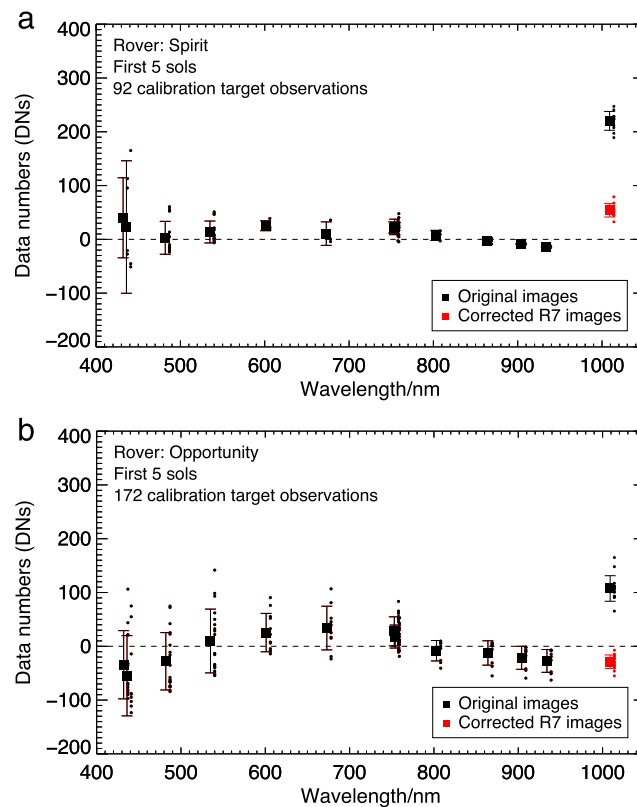 a
400
Rover: Spirit
First 5 sols
92 calibration target observations
300
200
100
0
−100
−200
Data numbers (DNs)
Original images
Corrected R7 images
400 500 600 700 800 900 1000
Wavelength/nm
b
400
Rover: Opportunity
First 5 sols
172 calibration target observations
300
200
100
0
−100
−200
Data numbers (DNs)
Original images
Corrected R7 images
400 500 600 700 800 900 1000
Wavelength/nm